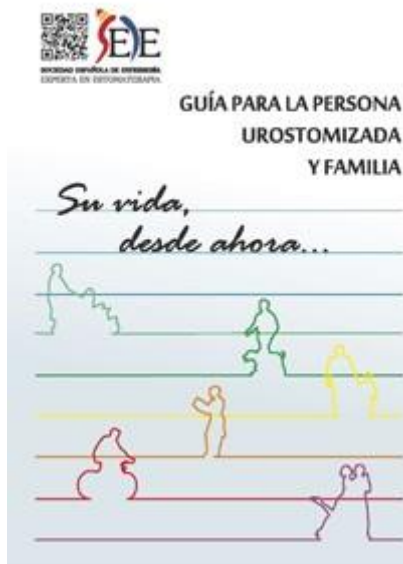 SEDE
SOCIEDAD ESPAÑOLA DE ENFERMERÍA
EXPERTA EN ESTOMATERAPIA
GUÍA PARA LA PERSONA
UROSTOMIZADA
Y FAMILIA
Su vida,
desde ahora...